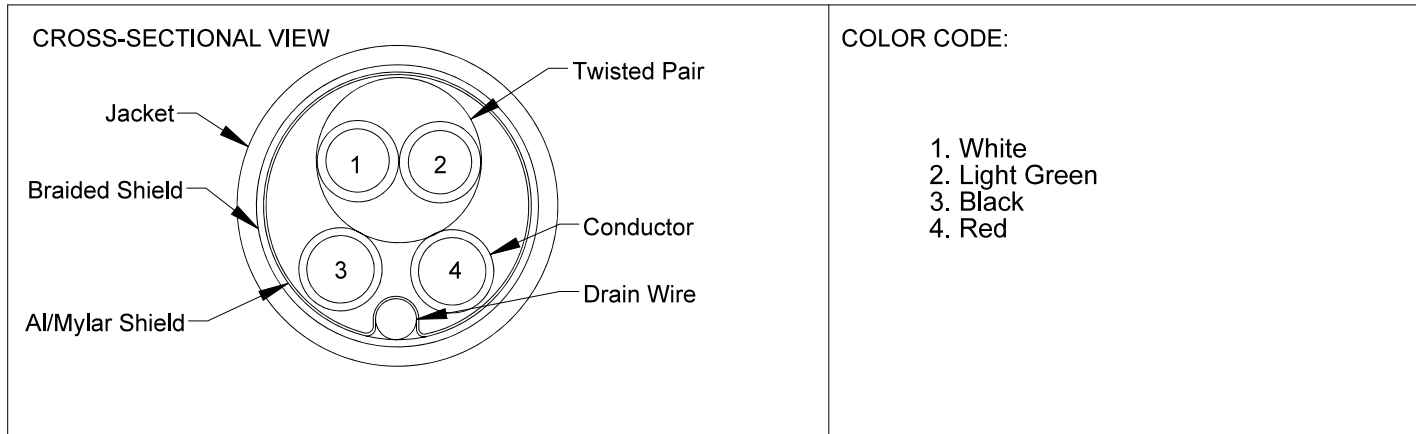 CROSS-SECTIONAL VIEW
Twisted Pair
Jacket
Braided Shield
1
2
Conductor
3
4
Drain Wire
Al/Mylar Shield
COLOR CODE:
1. White
2. Light Green
3. Black
4. Red